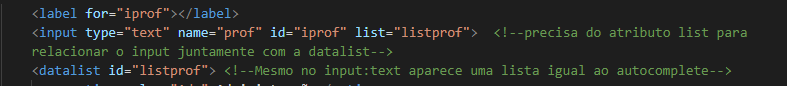 <label for="iprof"></label>
<input type="text" name="prof" id="iprof" list="listprof">  <!--precisa do atributo list para
relacionar o input juntamente com a datalist-->
<datalist id="listprof"> <!--Mesmo no input:text aparece uma lista igual ao autocomplete-->